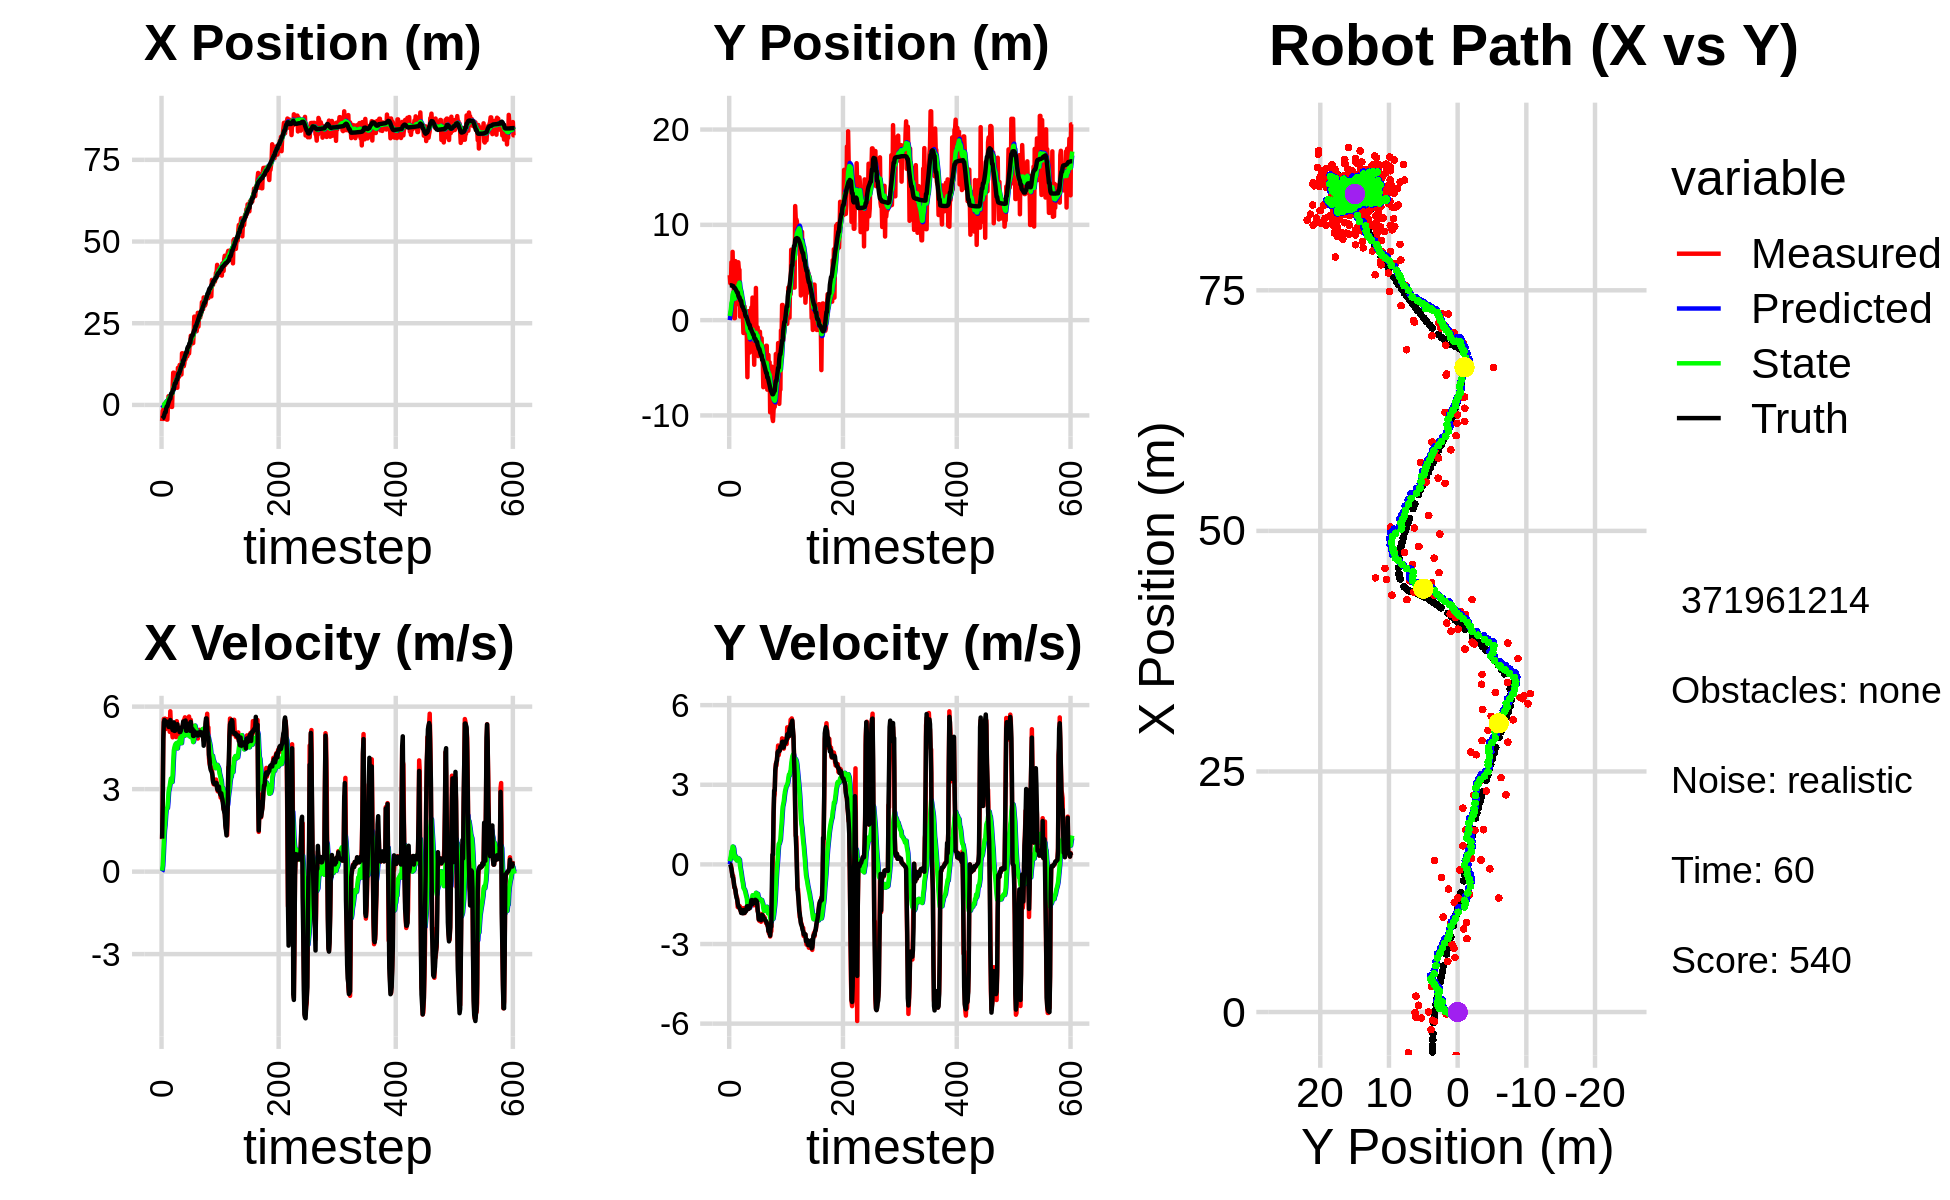 X Position (m)
75
50
25
0
0
200
400
600
timestep
Y Position (m)
20
10
0
-10
0
200
400
600
timestep
X Velocity (m/s)
6
3
0
-3
0
200
400
600
timestep
Y Velocity (m/s)
6
3
0
-3
-6
0
200
400
600
timestep
Robot Path (X vs Y)
X Position (m)
75
50
25
0
20 10 0 -10 -20
Y Position (m)
variable
Measured
Predicted
State
Truth
371961214
Obstacles: none
Noise: realistic
Time: 60
Score: 540